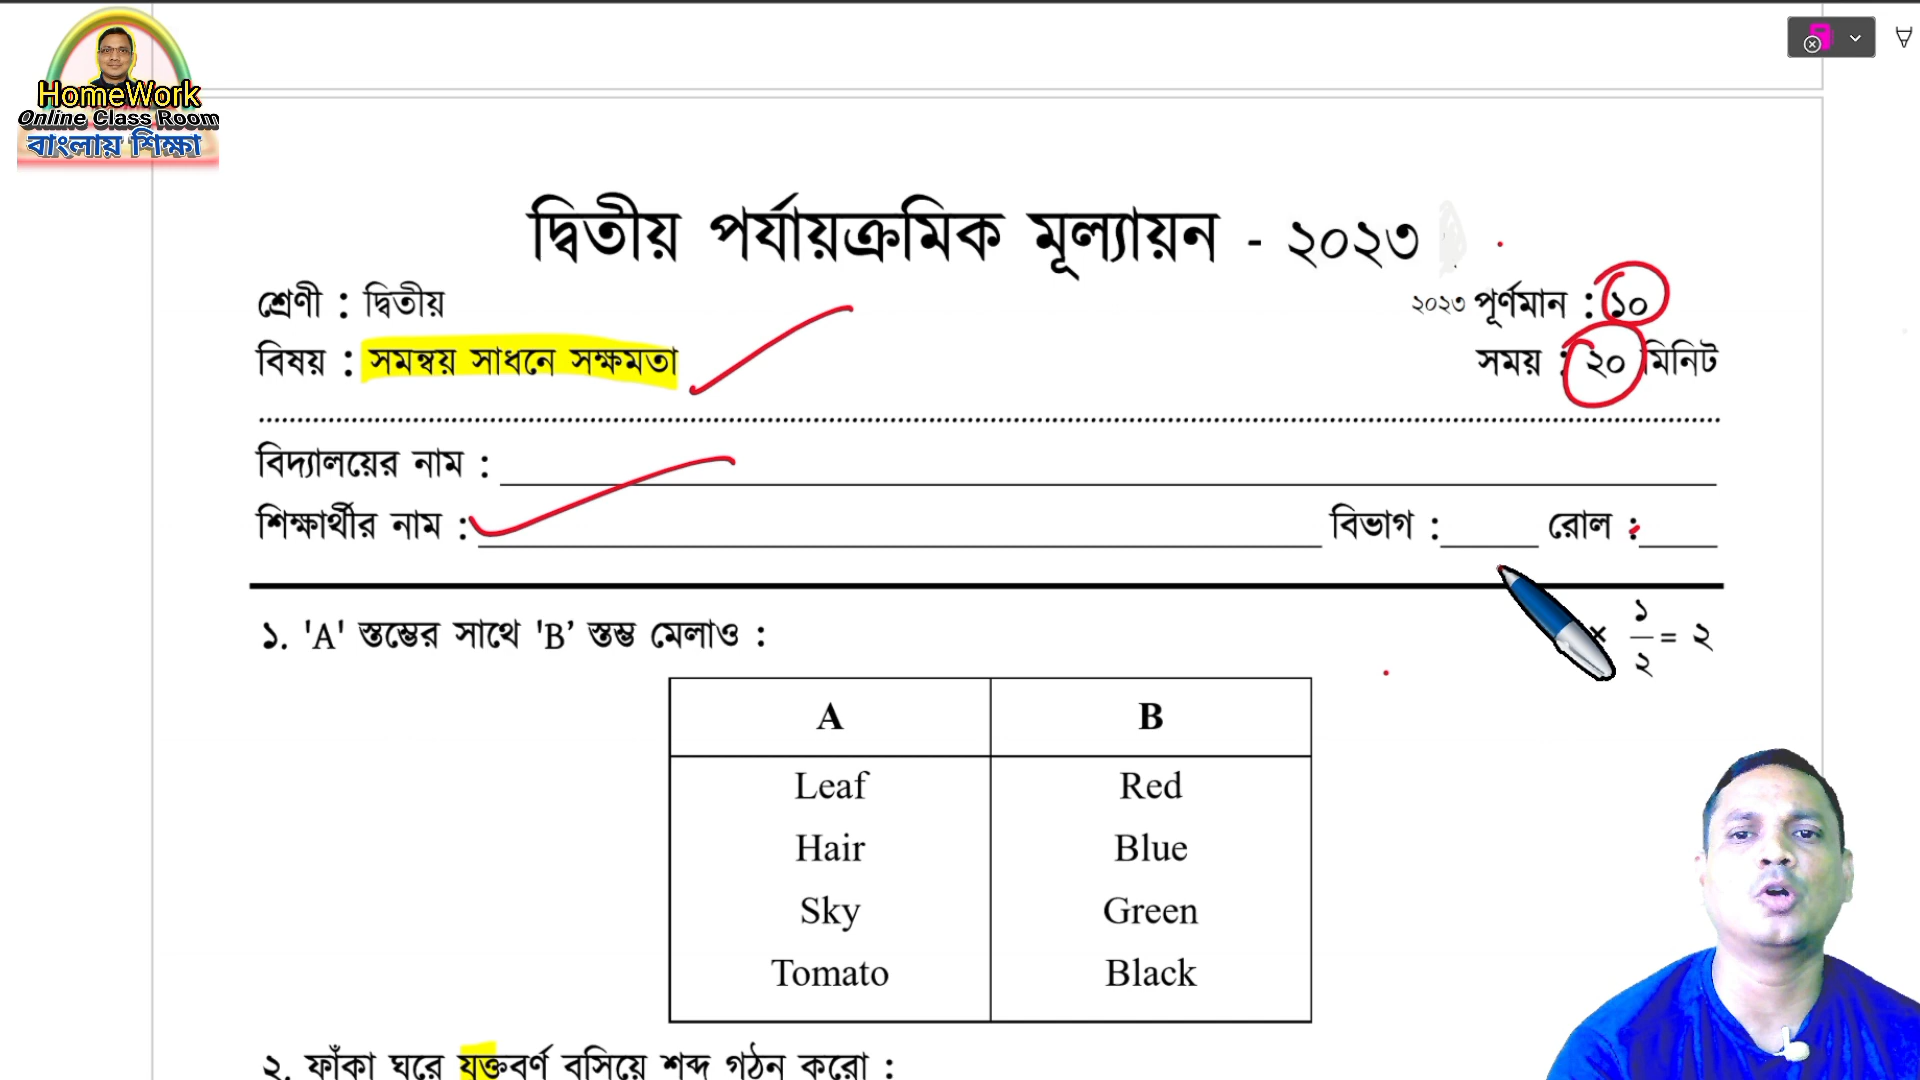 HomeWork
Online Class Room
বাংলায় শিক্ষা
দ্বিতীয় পর্যায়ক্রমিক মূল্যায়ন - ২০২৩
শ্রেণী : দ্বিতীয়
২০২৩ পূর্ণমান : ১০
বিষয় : সমন্বয় সাধনে সক্ষমতা
সময় : ২০ মিনিট
বিদ্যালয়ের নাম :
শিক্ষার্থীর নাম : বিভাগ : রোল :
১. 'A' স্তম্ভের সাথে 'B’ স্তম্ভ মেলাও : × ১/২ = ২
A B
Leaf Red
Hair Blue
Sky Green
Tomato Black
২. ফাঁকা ঘরে যুক্তবর্ণ বসিয়ে শব্দ গঠন করো :